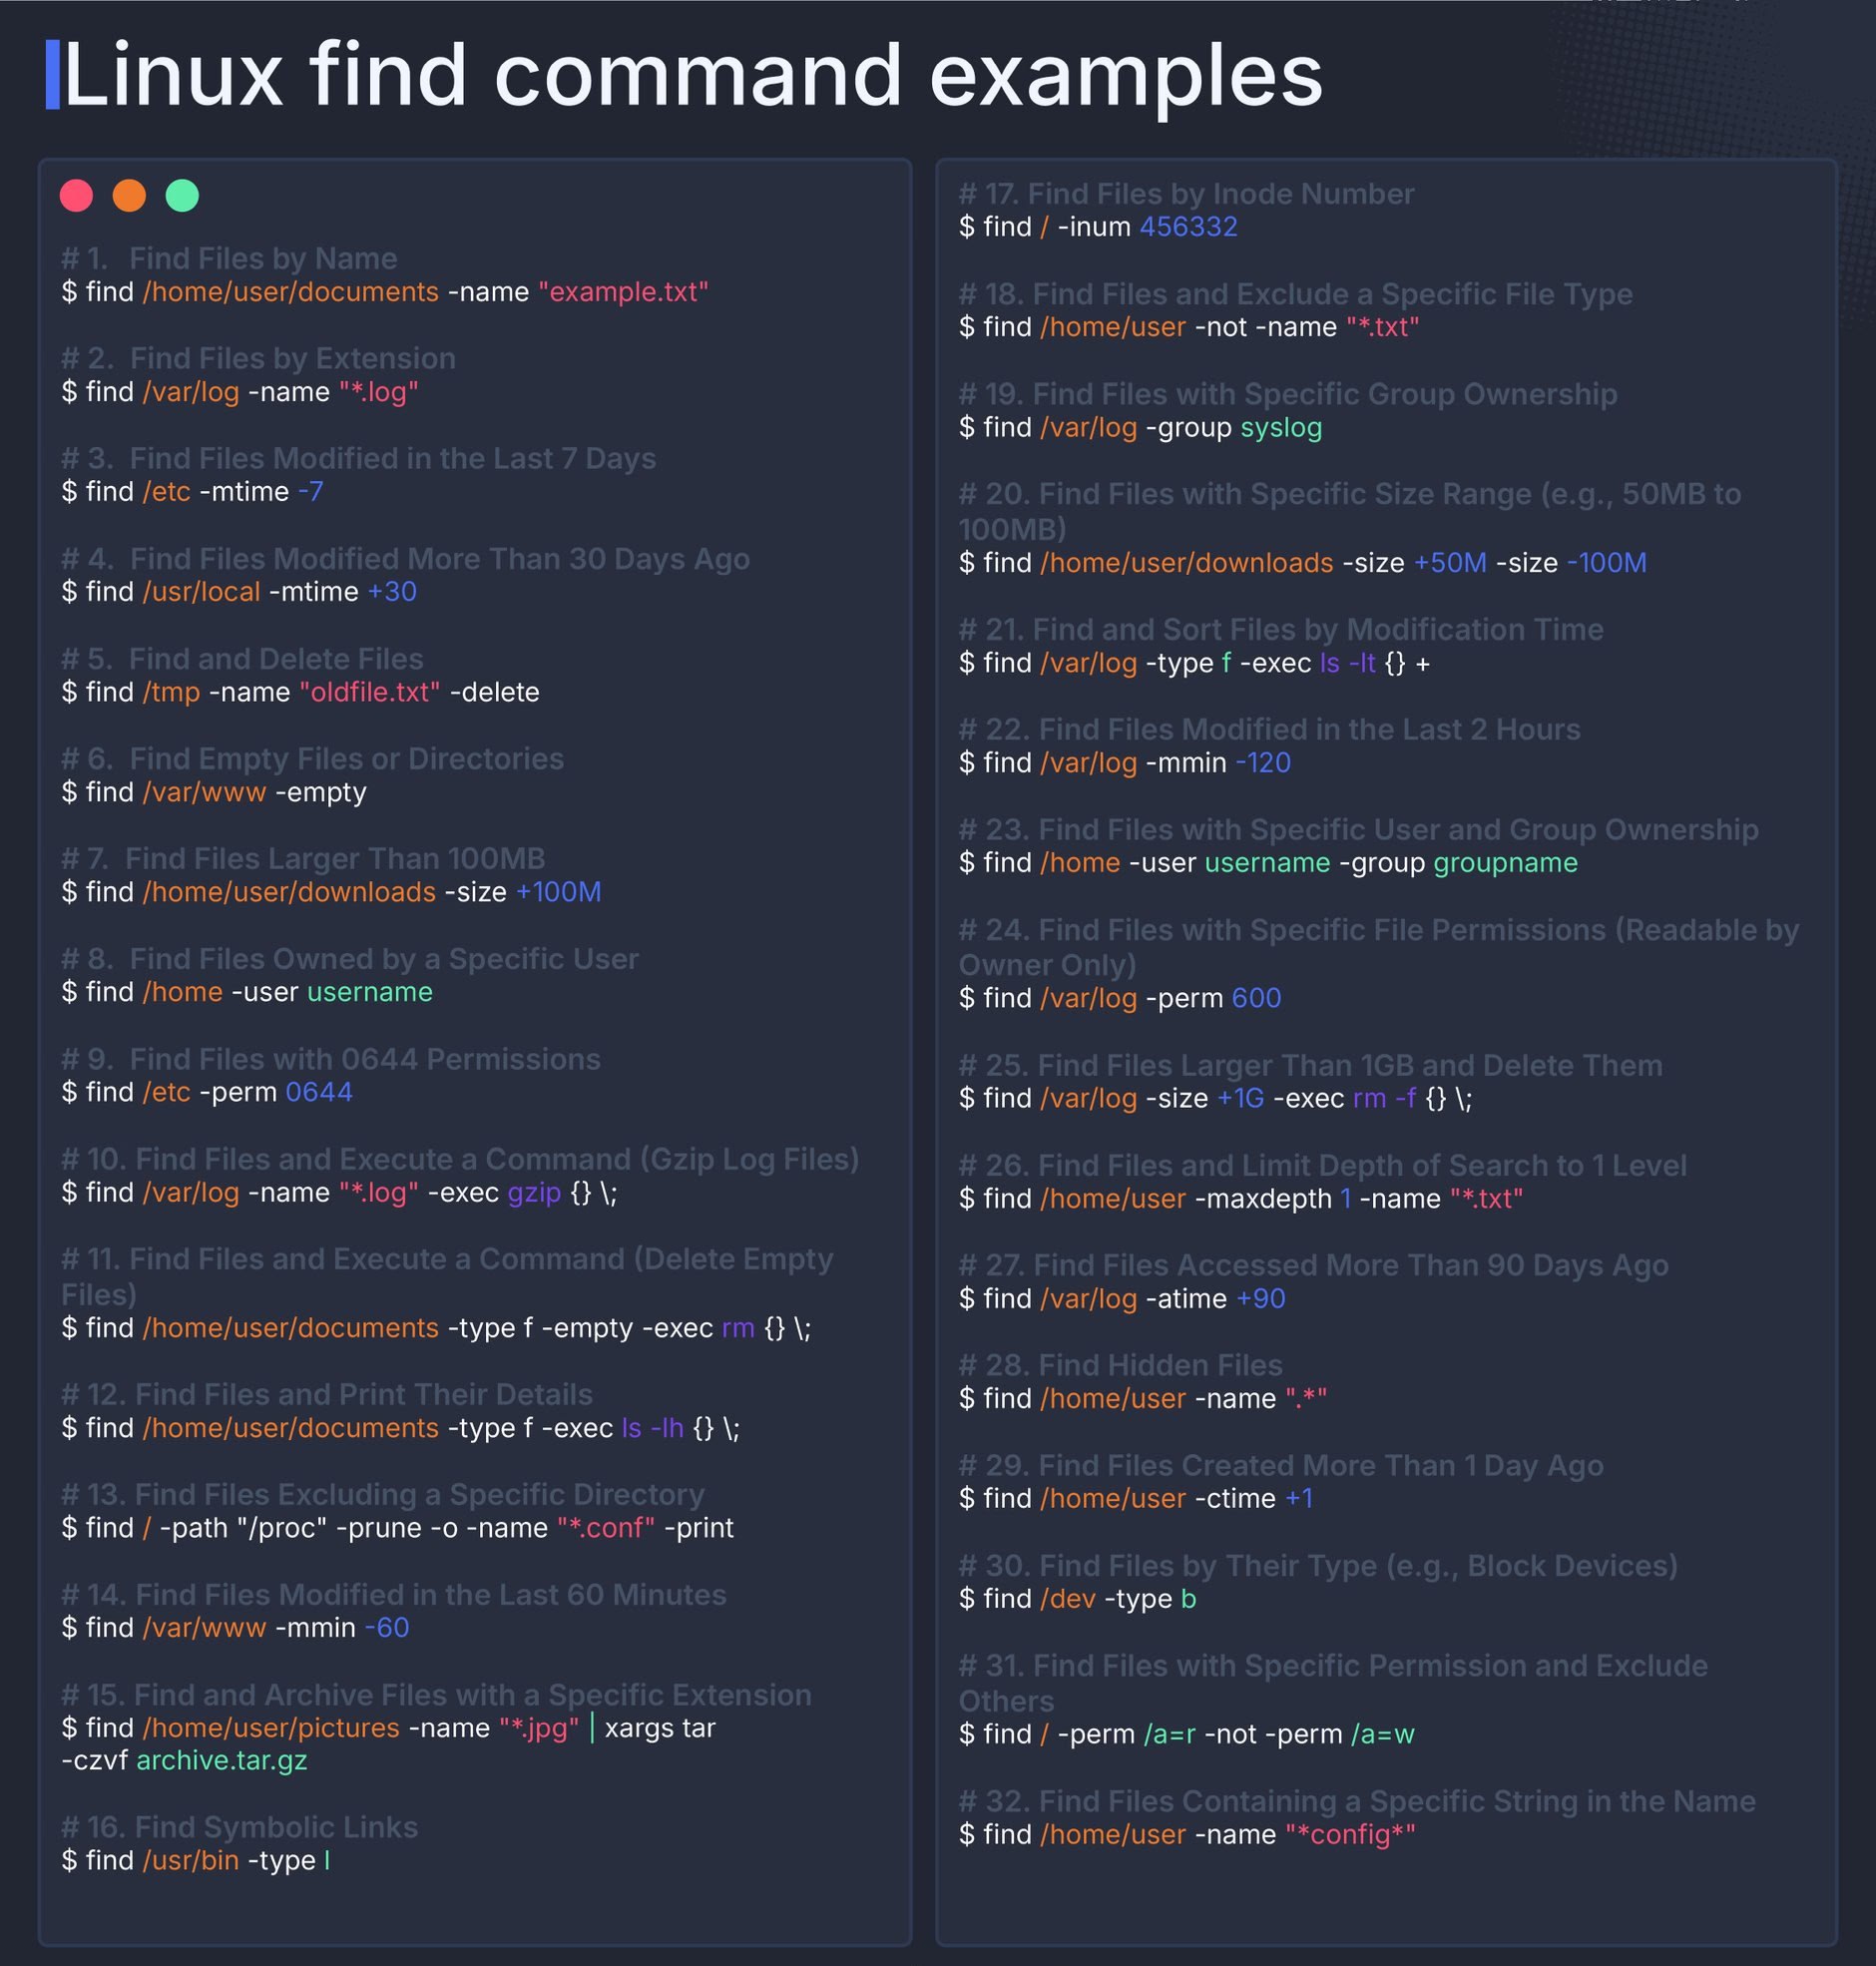 Linux find command examples
# 1. Find Files by Name
$ find /home/user/documents -name "example.txt"
# 2. Find Files by Extension
$ find /var/log -name "*.log"
# 3. Find Files Modified in the Last 7 Days
$ find /etc -mtime -7
# 4. Find Files Modified More Than 30 Days Ago
$ find /usr/local -mtime +30
# 5. Find and Delete Files
$ find /tmp -name "oldfile.txt" -delete
# 6. Find Empty Files or Directories
$ find /var/www -empty
# 7. Find Files Larger Than 100MB
$ find /home/user/downloads -size +100M
# 8. Find Files Owned by a Specific User
$ find /home -user username
# 9. Find Files with 0644 Permissions
$ find /etc -perm 0644
# 10. Find Files and Execute a Command (Gzip Log Files)
$ find /var/log -name "*.log" -exec gzip {} \;
# 11. Find Files and Execute a Command (Delete Empty
Files)
$ find /home/user/documents -type f -empty -exec rm {} \;
# 12. Find Files and Print Their Details
$ find /home/user/documents -type f -exec ls -lh {} \;
# 13. Find Files Excluding a Specific Directory
$ find / -path "/proc" -prune -o -name "*.conf" -print
# 14. Find Files Modified in the Last 60 Minutes
$ find /var/www -mmin -60
# 15. Find and Archive Files with a Specific Extension
$ find /home/user/pictures -name "*.jpg" | xargs tar
-czvf archive.tar.gz
# 16. Find Symbolic Links
$ find /usr/bin -type l
# 17. Find Files by Inode Number
$ find / -inum 456332
# 18. Find Files and Exclude a Specific File Type
$ find /home/user -not -name "*.txt"
# 19. Find Files with Specific Group Ownership
$ find /var/log -group syslog
# 20. Find Files with Specific Size Range (e.g., 50MB to
100MB)
$ find /home/user/downloads -size +50M -size -100M
# 21. Find and Sort Files by Modification Time
$ find /var/log -type f -exec ls -lt {} +
# 22. Find Files Modified in the Last 2 Hours
$ find /var/log -mmin -120
# 23. Find Files with Specific User and Group Ownership
$ find /home -user username -group groupname
# 24. Find Files with Specific File Permissions (Readable by
Owner Only)
$ find /var/log -perm 600
# 25. Find Files Larger Than 1GB and Delete Them
$ find /var/log -size +1G -exec rm -f {} \;
# 26. Find Files and Limit Depth of Search to 1 Level
$ find /home/user -maxdepth 1 -name "*.txt"
# 27. Find Files Accessed More Than 90 Days Ago
$ find /var/log -atime +90
# 28. Find Hidden Files
$ find /home/user -name ".*"
# 29. Find Files Created More Than 1 Day Ago
$ find /home/user -ctime +1
# 30. Find Files by Their Type (e.g., Block Devices)
$ find /dev -type b
# 31. Find Files with Specific Permission and Exclude
Others
$ find / -perm /a=r -not -perm /a=w
# 32. Find Files Containing a Specific String in the Name
$ find /home/user -name "*config*"